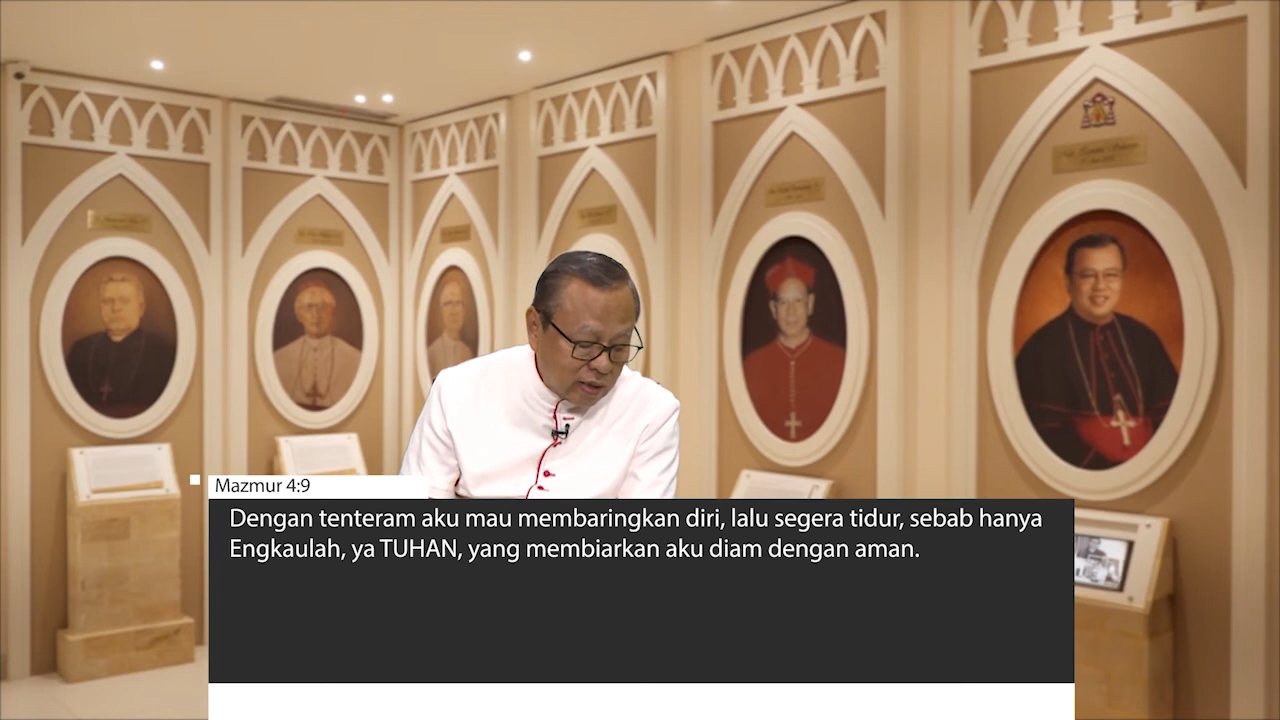 Mazmur 4:9
Dengan tenteram aku mau membaringkan diri, lalu segera tidur, sebab hanya
Engkaulah, ya TUHAN, yang membiarkan aku diam dengan aman.